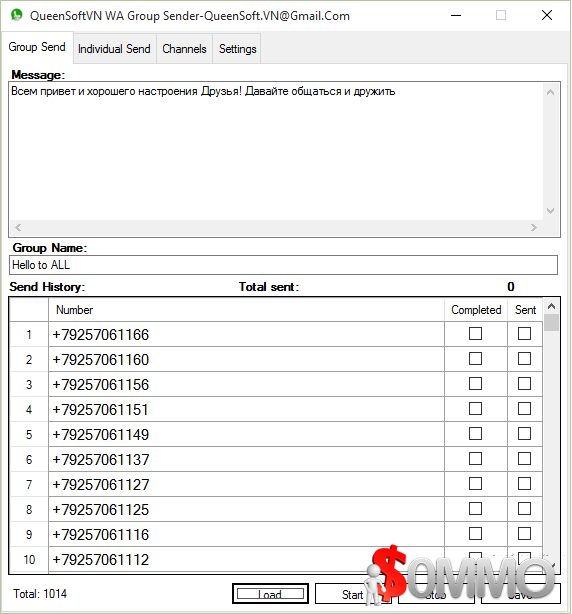 QueenSoftVN WA Group Sender-QueenSoft.VN@Gmail.Com
Group Send Individual Send Channels Settings
Message:
Всем привет и хорошего настроения Друзья! Давайте общаться и дружить
Group Name:
Hello to ALL
Send History: Total sent: 0
Number Completed Sent
1 +79257061166
2 +79257061160
3 +79257061156
4 +79257061151
5 +79257061149
6 +79257061137
7 +79257061127
8 +79257061125
9 +79257061116
10 +79257061112
Total: 1014 Load Start Stop Save
$0MMO